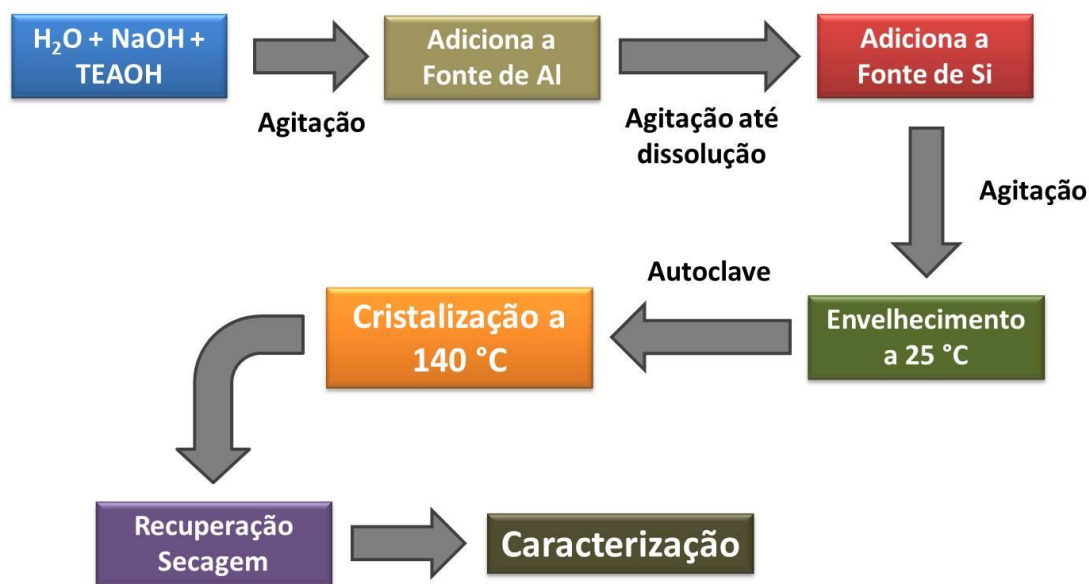 H₂O + NaOH +
TEAOH
Agitação
Adiciona a
Fonte de Al
Agitação até
dissolução
Adiciona a
Fonte de Si
Agitação
Envelhecimento
a 25 °C
Autoclave
Cristalização a
140 °C
Recuperação
Secagem
Caracterização